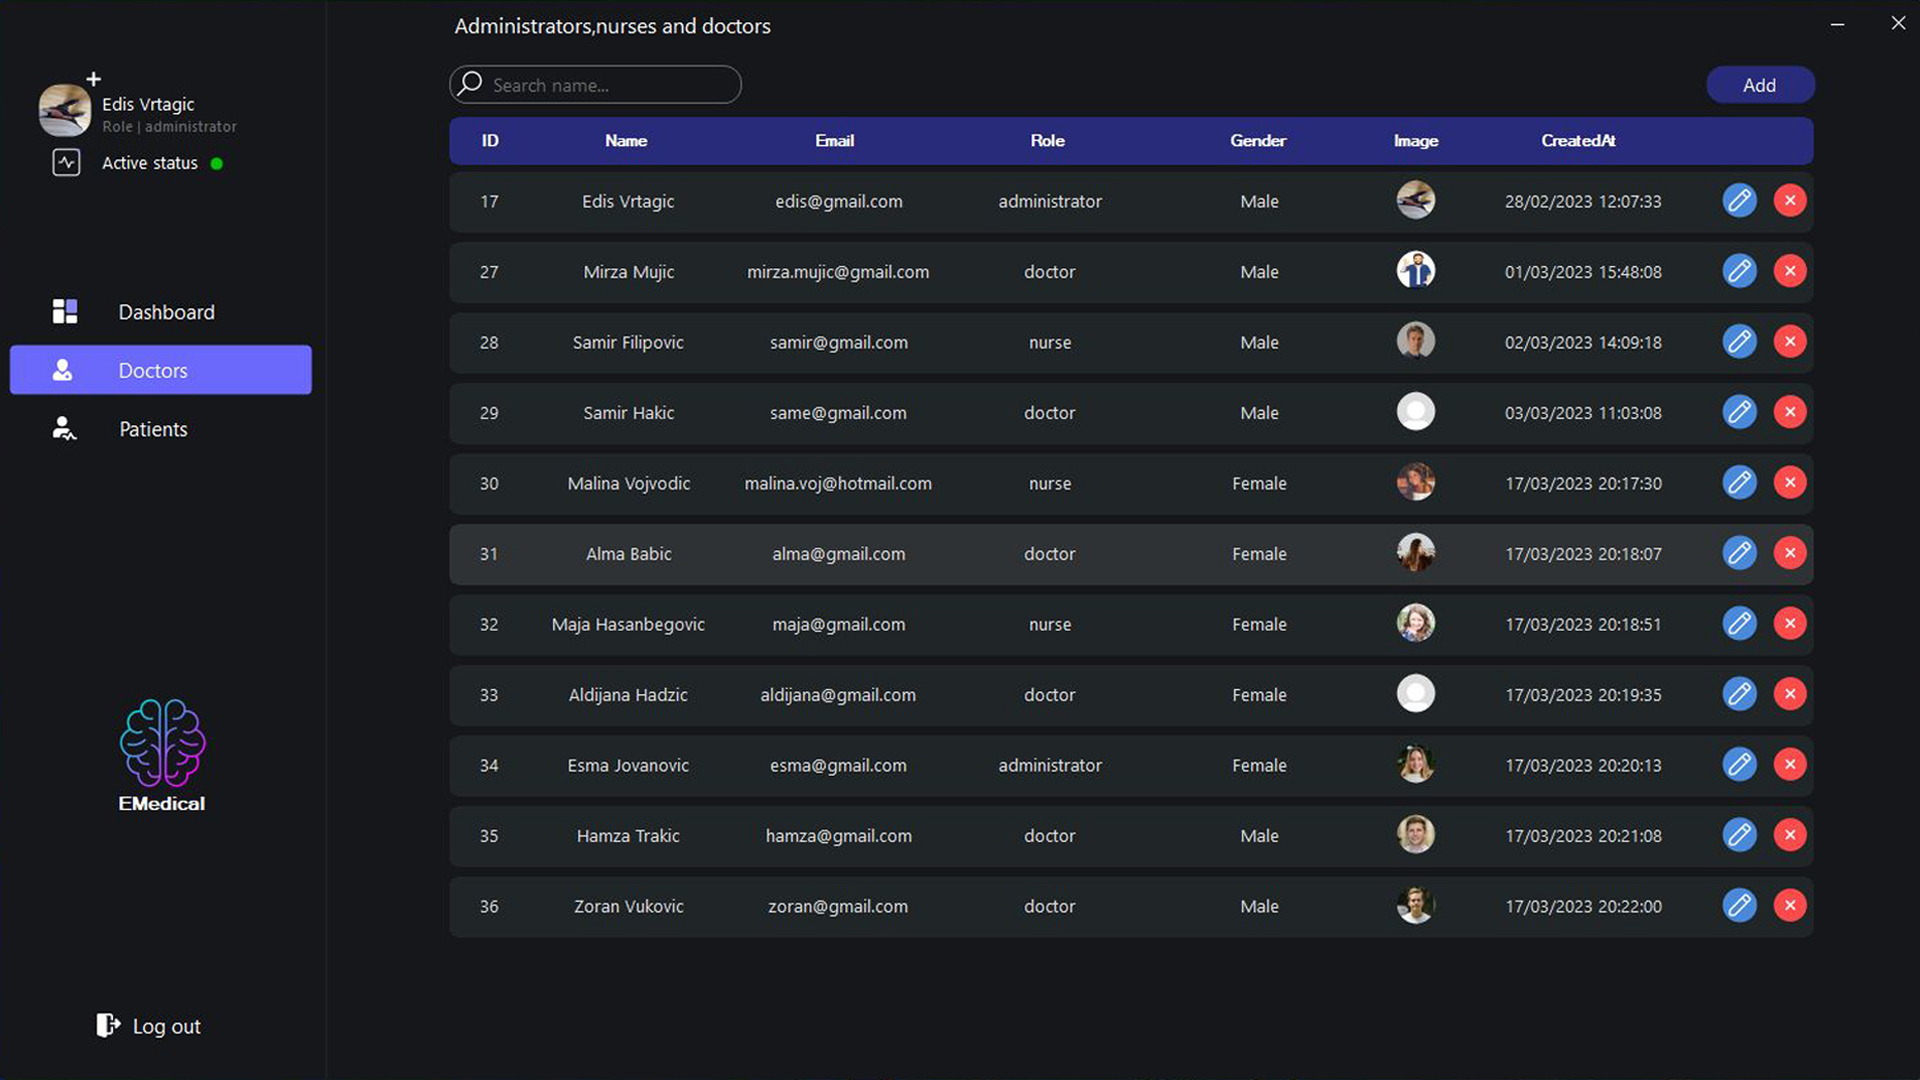 Administrators,nurses and doctors
Edis Vrtagic
Role | administrator
Active status
Dashboard
Doctors
Patients
EMedical
Log out
Search name...
Add
ID Name Email Role Gender Image CreatedAt
17 Edis Vrtagic edis@gmail.com administrator Male 28/02/2023 12:07:33
27 Mirza Mujic mirza.mujic@gmail.com doctor Male 01/03/2023 15:48:08
28 Samir Filipovic samir@gmail.com nurse Male 02/03/2023 14:09:18
29 Samir Hakic same@gmail.com doctor Male 03/03/2023 11:03:08
30 Malina Vojvodic malina.voj@hotmail.com nurse Female 17/03/2023 20:17:30
31 Alma Babic alma@gmail.com doctor Female 17/03/2023 20:18:07
32 Maja Hasanbegovic maja@gmail.com nurse Female 17/03/2023 20:18:51
33 Aldijana Hadzic aldijana@gmail.com doctor Female 17/03/2023 20:19:35
34 Esma Jovanovic esma@gmail.com administrator Female 17/03/2023 20:20:13
35 Hamza Trakic hamza@gmail.com doctor Male 17/03/2023 20:21:08
36 Zoran Vukovic zoran@gmail.com doctor Male 17/03/2023 20:22:00